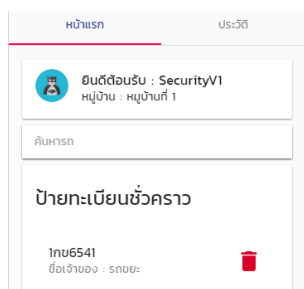 หน้าแรก ประวัติ
ยินดีต้อนรับ : SecurityV1
หมู่บ้าน : หมู่บ้านที่ 1
ค้นหารถ
ป้ายทะเบียนชั่วคราว
1กข6541
ชื่อเจ้าของ : รถขยะ